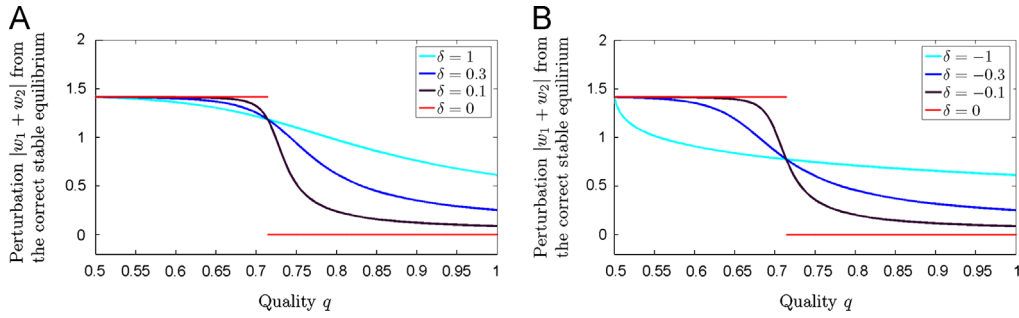 A
Perturbation |w₁ + w₂| from
the correct stable equilibrium
2
1.5
1
0.5
0
0.5 0.55 0.6 0.65 0.7 0.75 0.8 0.85 0.9 0.95 1
Quality q
δ = 1
δ = 0.3
δ = 0.1
δ = 0
B
Perturbation |w₁ + w₂| from
the correct stable equilirium
2
1.5
1
0.5
0
0.5 0.55 0.6 0.65 0.7 0.75 0.8 0.85 0.9 0.95 1
Quality q
δ = −1
δ = −0.3
δ = −0.1
δ = 0